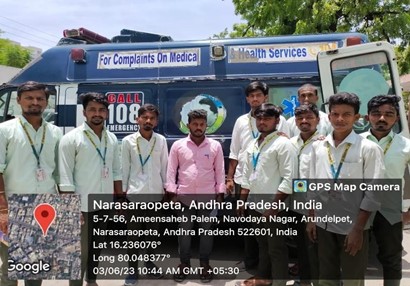 For Complaints On Medical & Health Services
CALL
108
EMERGENCY
GPS Map Camera
Narasaraopeta, Andhra Pradesh, India
5-7-56, Ameensaheb Palem, Navodaya Nagar, Arundelpet,
Narasaraopeta, Andhra Pradesh 522601, India
Lat 16.236076°
Long 80.048377°
03/06/23 10:44 AM GMT +05:30
Google